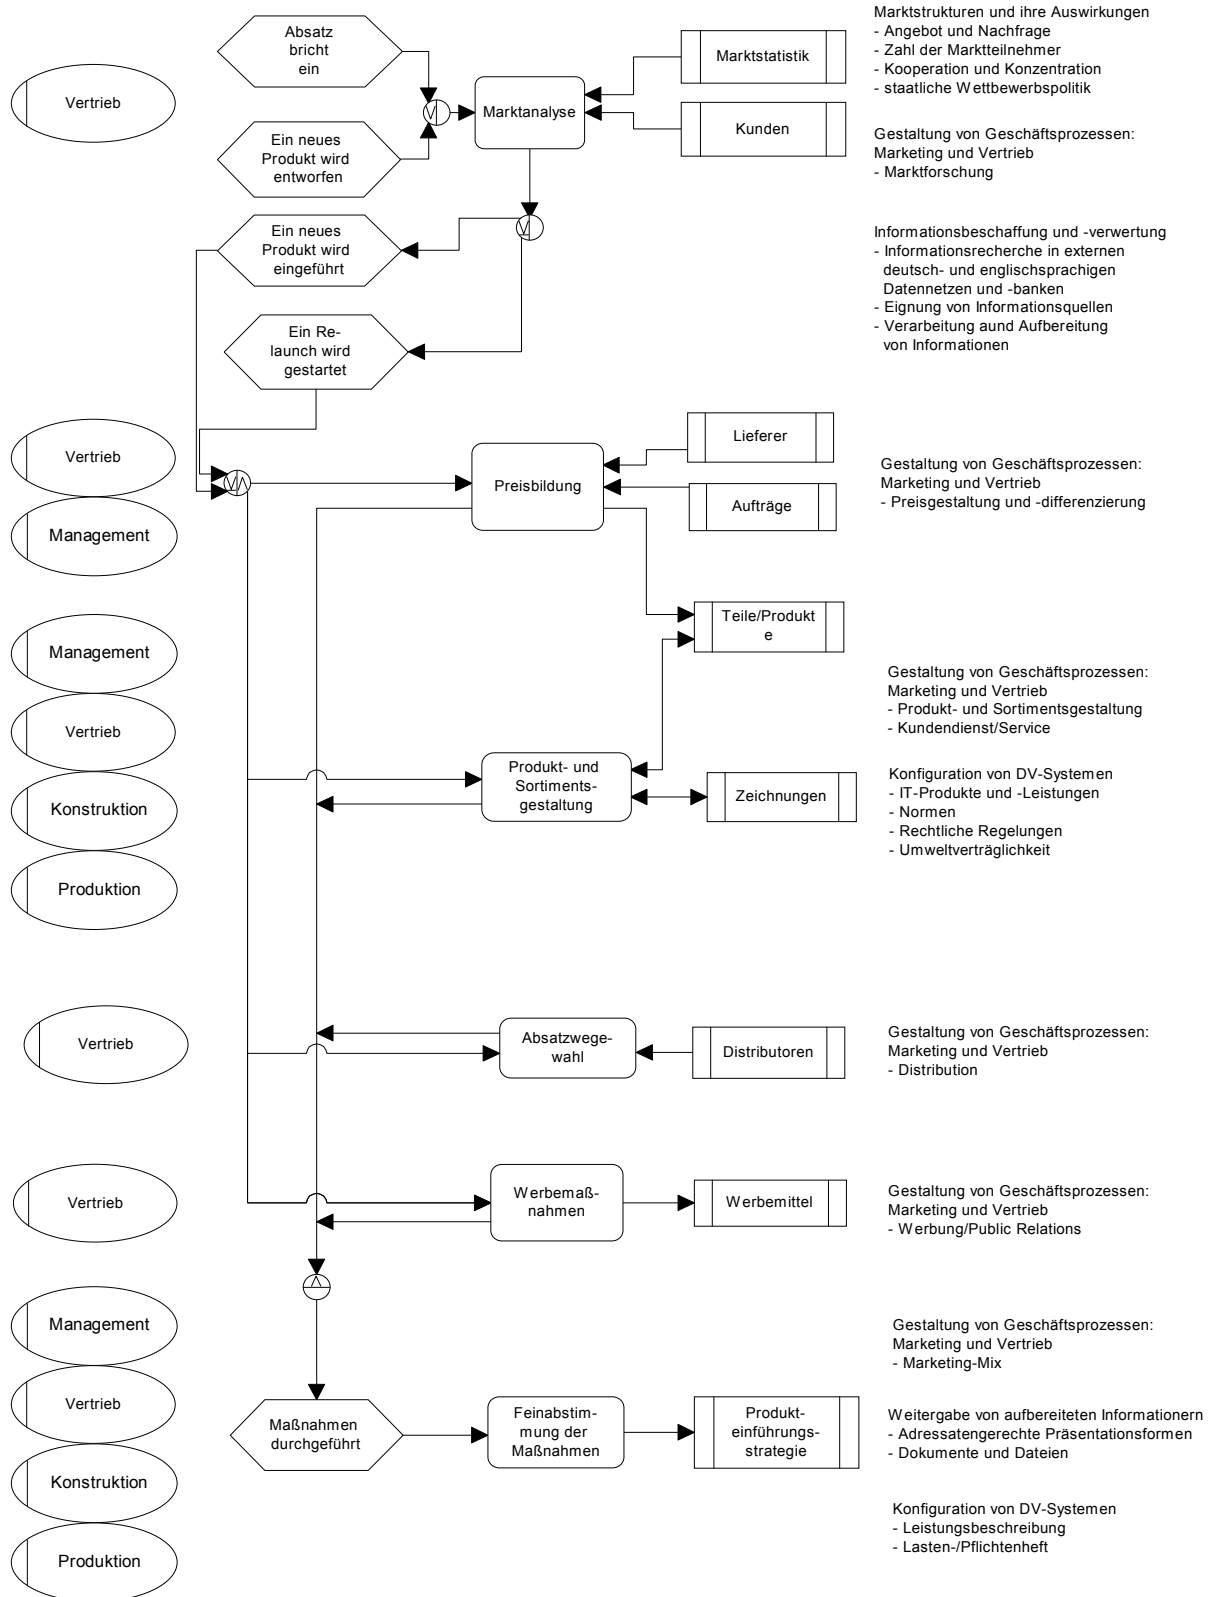 Absatz
bricht
ein
Vertrieb
Ein neues
Produkt wird
entworfen
Marktanalyse
Marktstatistik
Kunden
Marktstrukturen und ihre Auswirkungen
- Angebot und Nachfrage
- Zahl der Marktteilnehmer
- Kooperation und Konzentration
- staatliche Wettbewerbspolitik
Gestaltung von Geschäftsprozessen:
Marketing und Vertrieb
- Marktforschung
Ein neues
Produkt wird
eingeführt
Ein Re-
launch wird
gestartet
Informationsbeschaffung und -verwertung
- Informationsrecherche in externen
deutsch- und englischsprachigen
Datennetzen und -banken
- Eignung von Informationsquellen
- Verarbeitung aund Aufbereitung
von Informationen
Vertrieb
Management
Preisbildung
Lieferer
Aufträge
Gestaltung von Geschäftsprozessen:
Marketing und Vertrieb
- Preisgestaltung und -differenzierung
Teile/Produkt
e
Management
Vertrieb
Konstruktion
Produktion
Produkt- und
Sortiments-
gestaltung
Zeichnungen
Gestaltung von Geschäftsprozessen:
Marketing und Vertrieb
- Produkt- und Sortimentsgestaltung
- Kundendienst/Service
Konfiguration von DV-Systemen
- IT-Produkte und -Leistungen
- Normen
- Rechtliche Regelungen
- Umweltverträglichkeit
Vertrieb
Absatzwege-
wahl
Distributoren
Gestaltung von Geschäftsprozessen:
Marketing und Vertrieb
- Distribution
Vertrieb
Werbemaß-
nahmen
Werbemittel
Gestaltung von Geschäftsprozessen:
Marketing und Vertrieb
- Werbung/Public Relations
Management
Vertrieb
Konstruktion
Produktion
Maßnahmen
durchgeführt
Feinabstim-
mung der
Maßnahmen
Produkt-
einführungs-
strategie
Gestaltung von Geschäftsprozessen:
Marketing und Vertrieb
- Marketing-Mix
Weitergabe von aufbereiteten Informationern
- Adressatengerechte Präsentationsformen
- Dokumente und Dateien
Konfiguration von DV-Systemen
- Leistungsbeschreibung
- Lasten-/Pflichtenheft